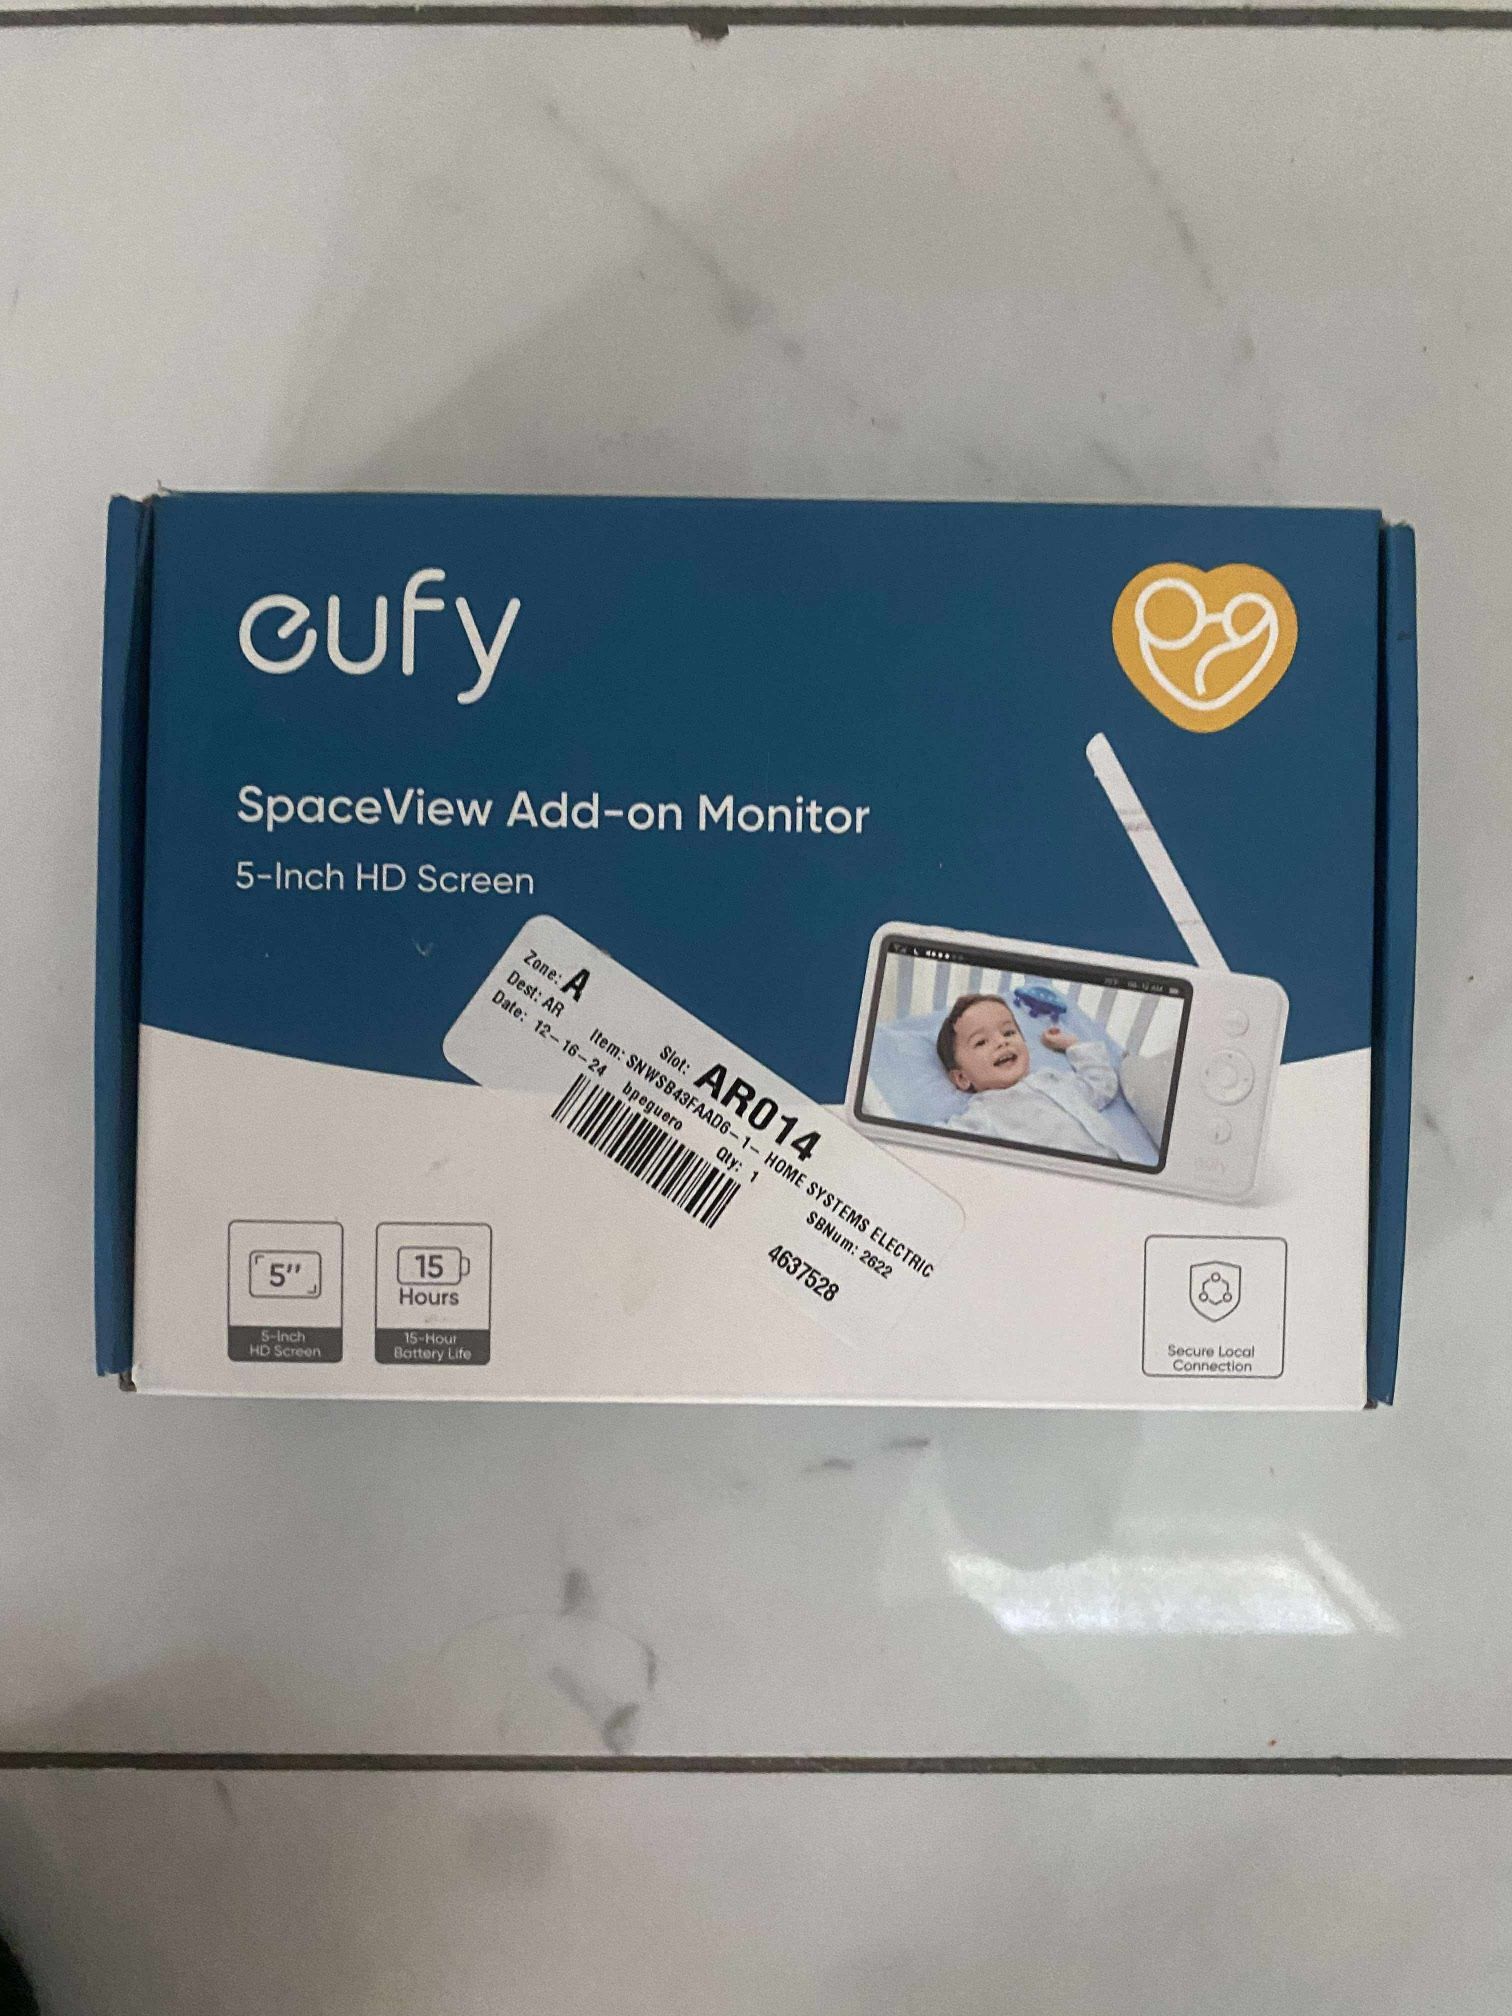 eufy
SpaceView Add-on Monitor
5-Inch HD Screen
Zone: A
Dest: AR Slot: AR014
Item: SNWSB43FAAD6-1- HOME SYSTEMS ELECTRIC
Date: 12-16-24 bpeguero Qty: 1 SBNum: 2622
4637528
5"
5-Inch
HD Screen
15
Hours
15-Hour
Battery Life
Secure Local
Connection